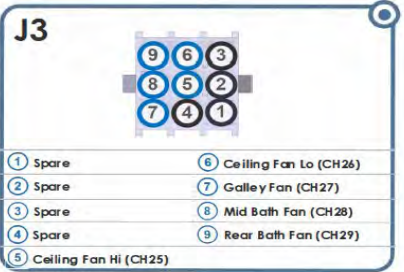 J3
9 6 3
8 5 2
7 4 1
1 Spare
2 Spare
3 Spare
4 Spare
5 Ceiling Fan Hi (CH25)
6 Ceiling Fan Lo (CH26)
7 Galley Fan (CH27)
8 Mid Bath Fan (CH28)
9 Rear Bath Fan (CH29)